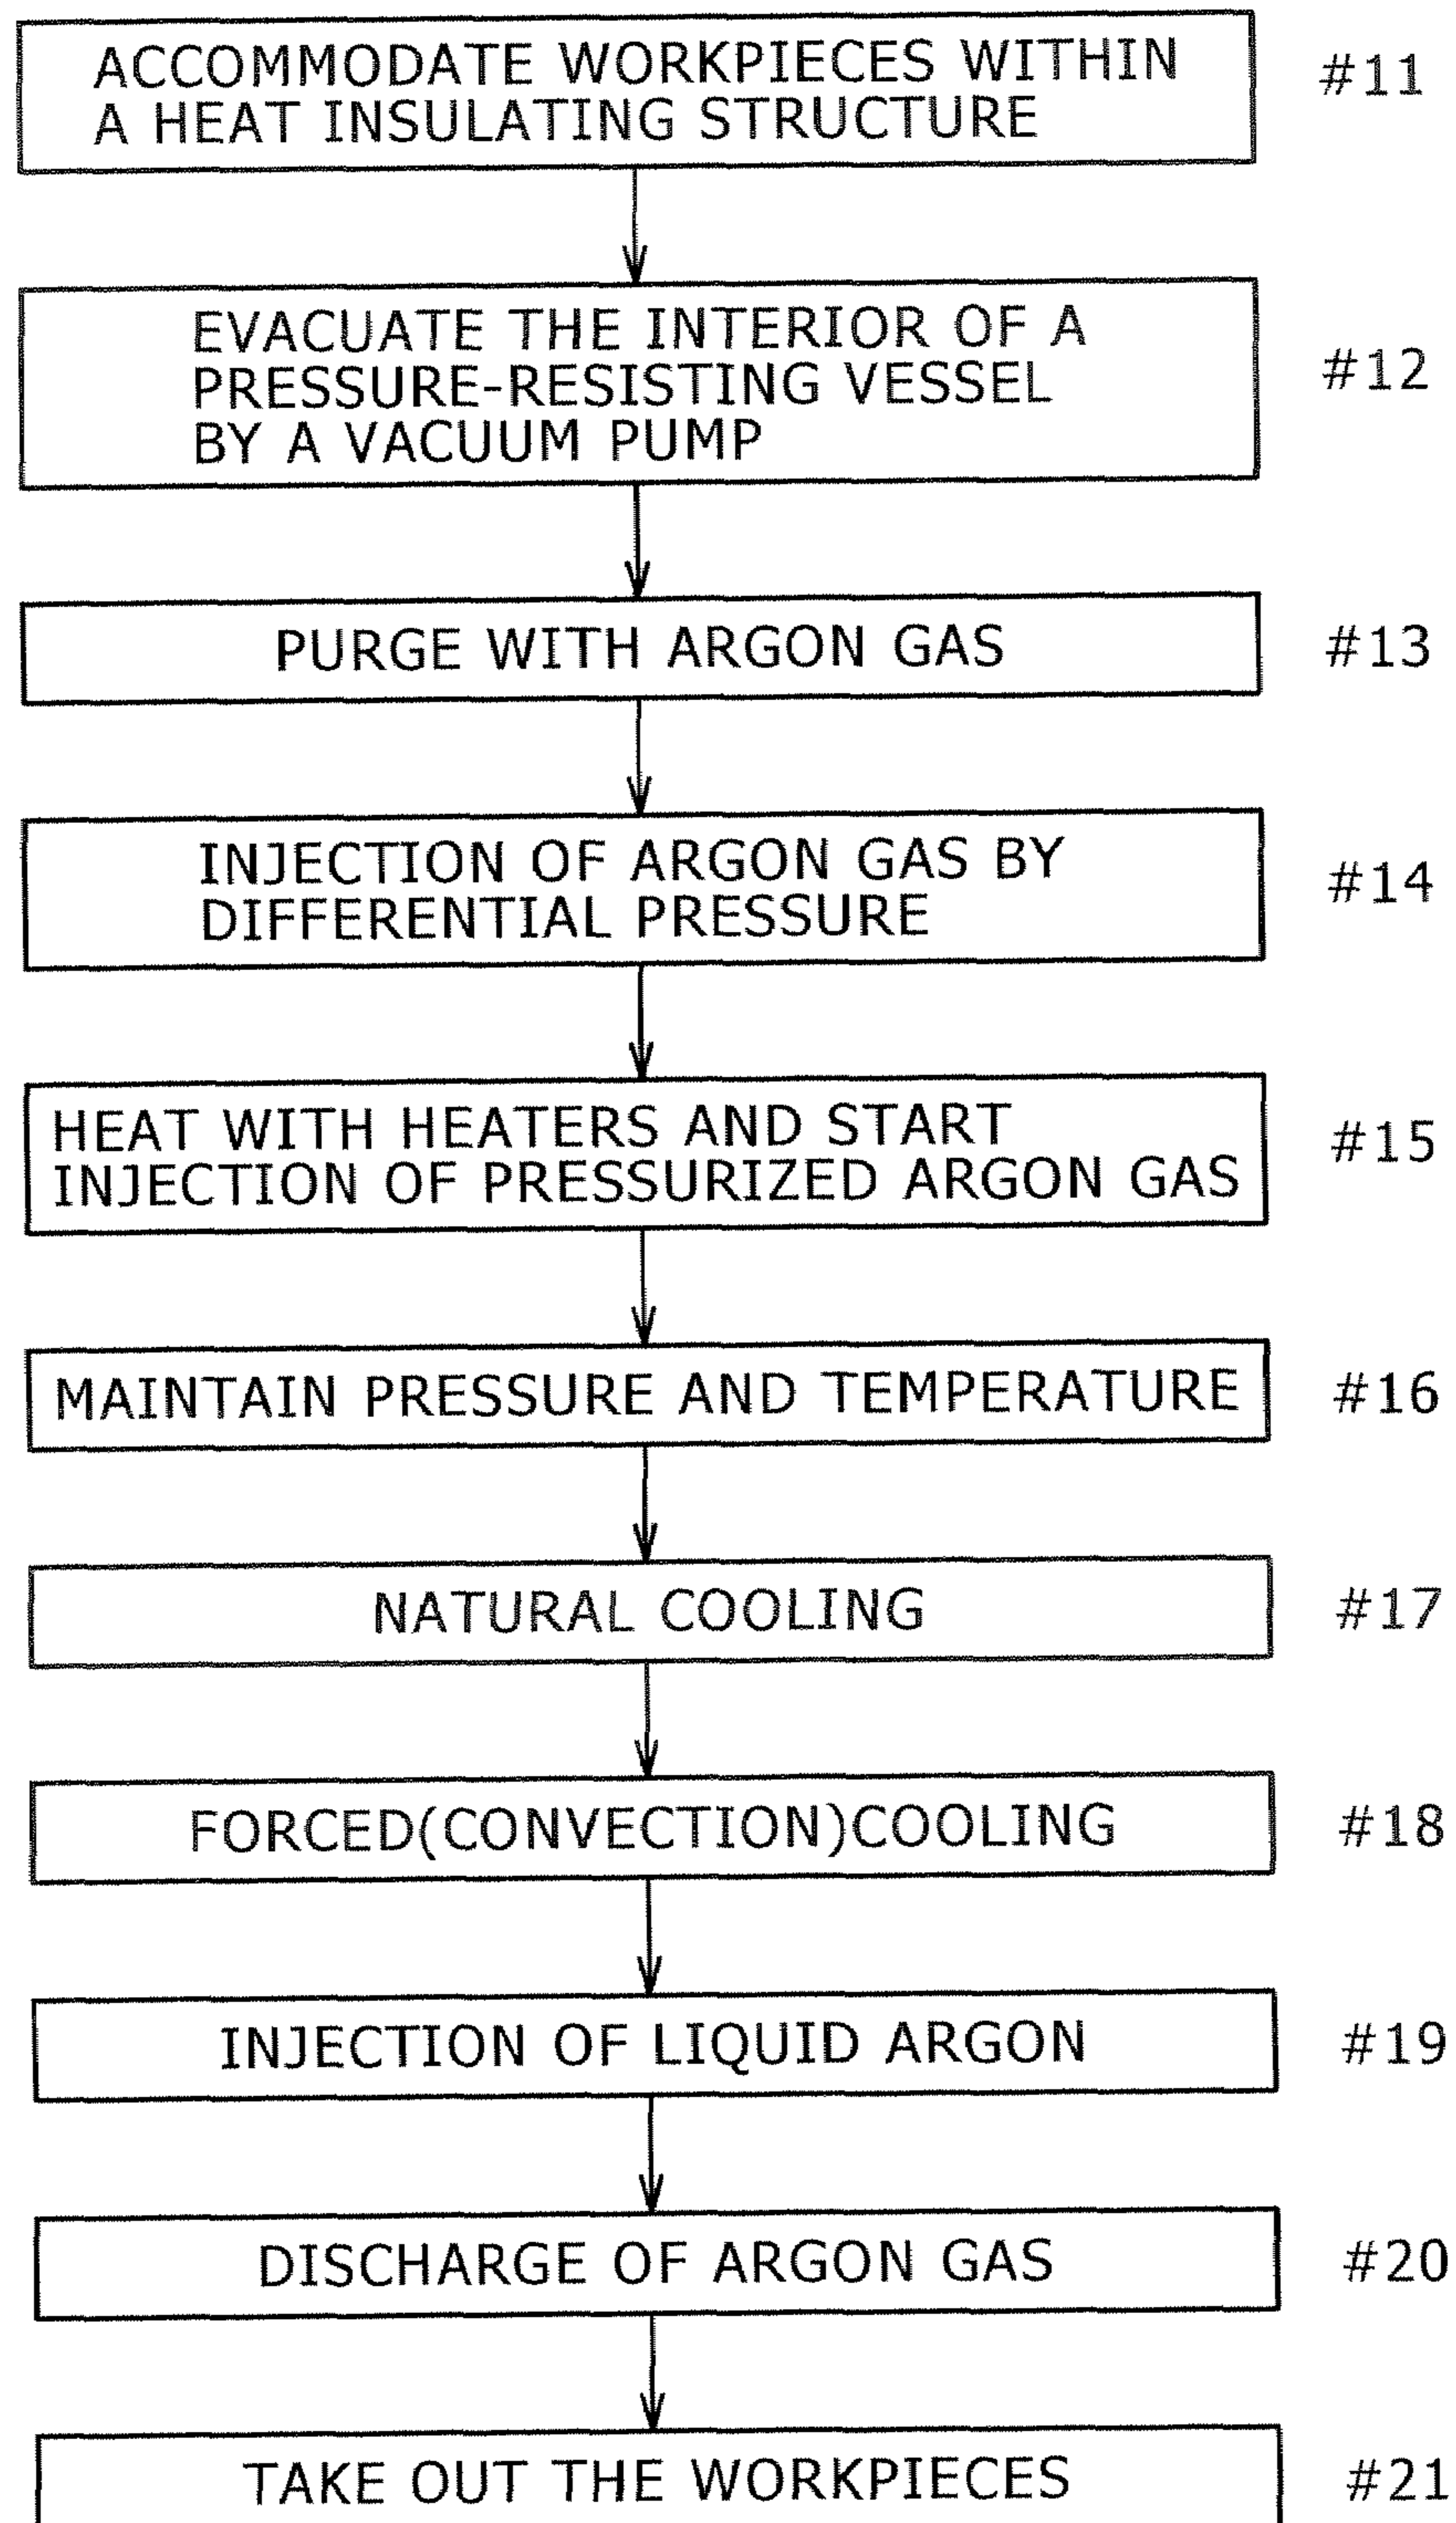 ACCOMMODATE WORKPIECES WITHIN
A HEAT INSULATING STRUCTURE
#11
EVACUATE THE INTERIOR OF A
PRESSURE-RESISTING VESSEL
BY A VACUUM PUMP
#12
PURGE WITH ARGON GAS
#13
INJECTION OF ARGON GAS BY
DIFFERENTIAL PRESSURE
#14
HEAT WITH HEATERS AND START
INJECTION OF PRESSURIZED ARGON GAS
#15
MAINTAIN PRESSURE AND TEMPERATURE
#16
NATURAL COOLING
#17
FORCED(CONVECTION)COOLING
#18
INJECTION OF LIQUID ARGON
#19
DISCHARGE OF ARGON GAS
#20
TAKE OUT THE WORKPIECES
#21